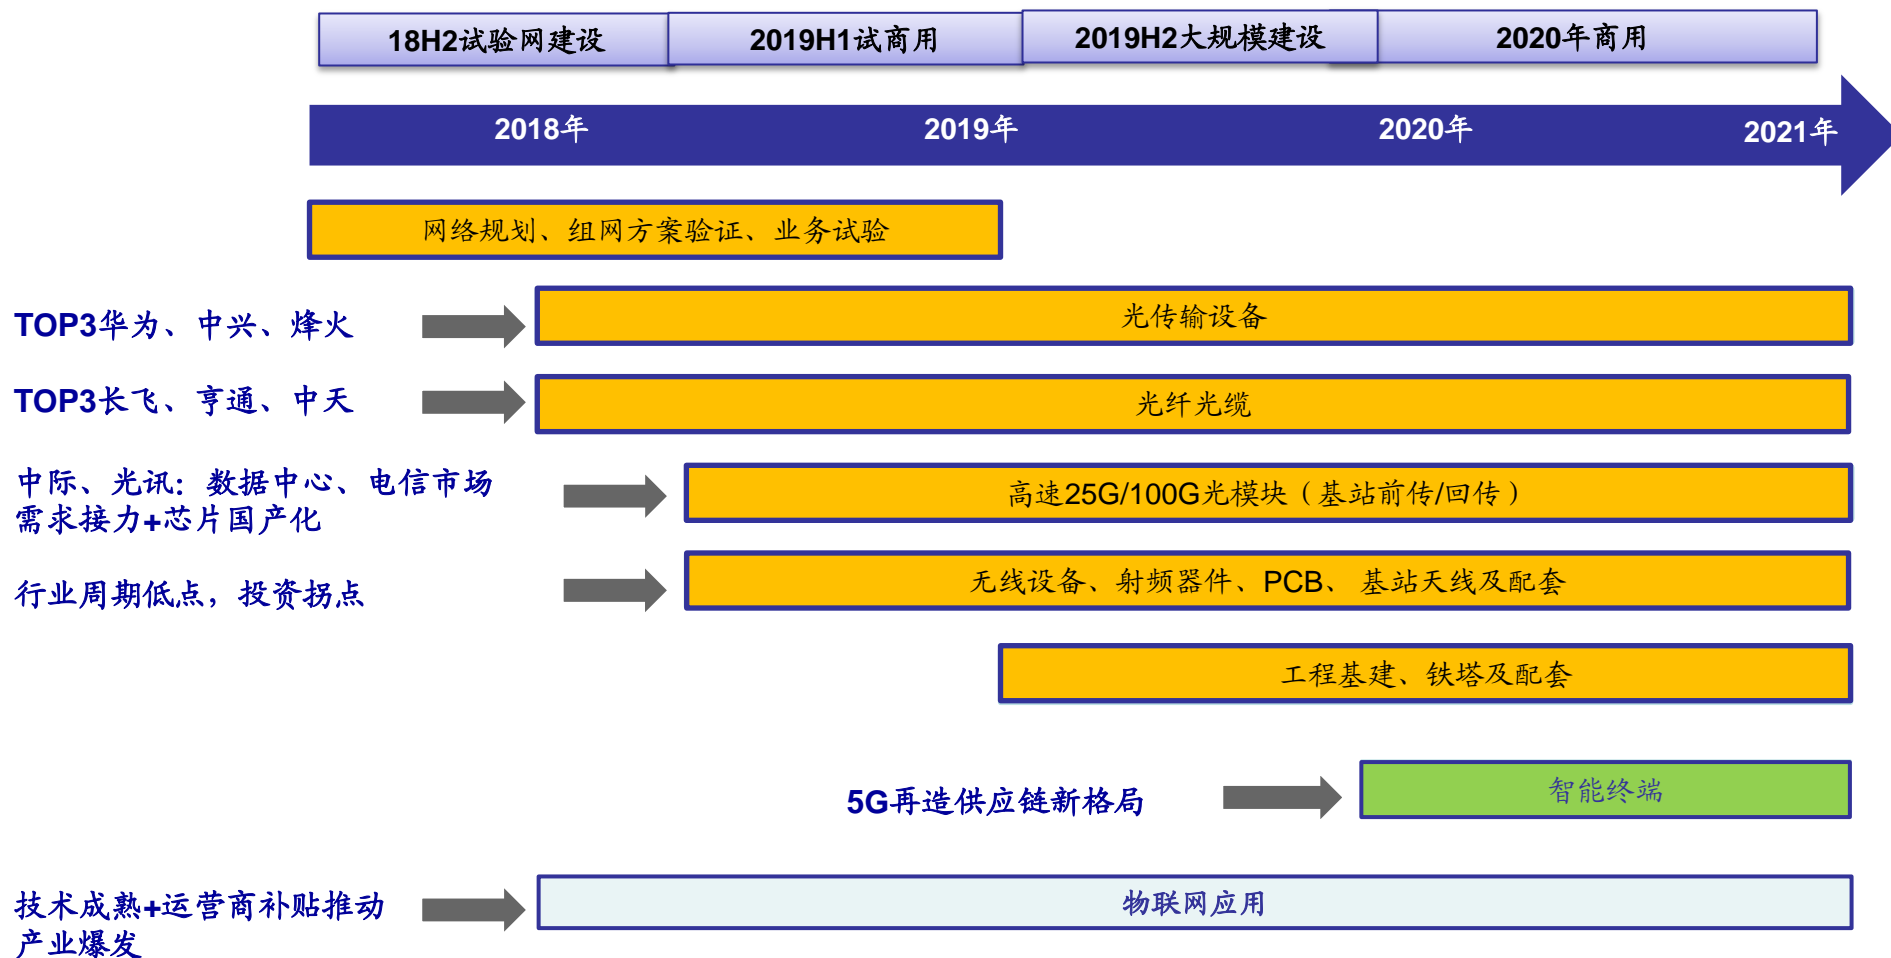 18H2试验网建设
2019H1试商用
2019H2大规模建设
2020年商用
2018年
2019年
2020年
2021年
网络规划、组网方案验证、业务试验
TOP3华为、中兴、烽火
光传输设备
TOP3长飞、亨通、中天
光纤光缆
中际、光讯：数据中心、电信市场
需求接力+芯片国产化
高速25G/100G光模块（基站前传/回传）
行业周期低点，投资拐点
无线设备、射频器件、PCB、 基站天线及配套
工程基建、铁塔及配套
5G再造供应链新格局
智能终端
技术成熟+运营商补贴推动
产业爆发
物联网应用